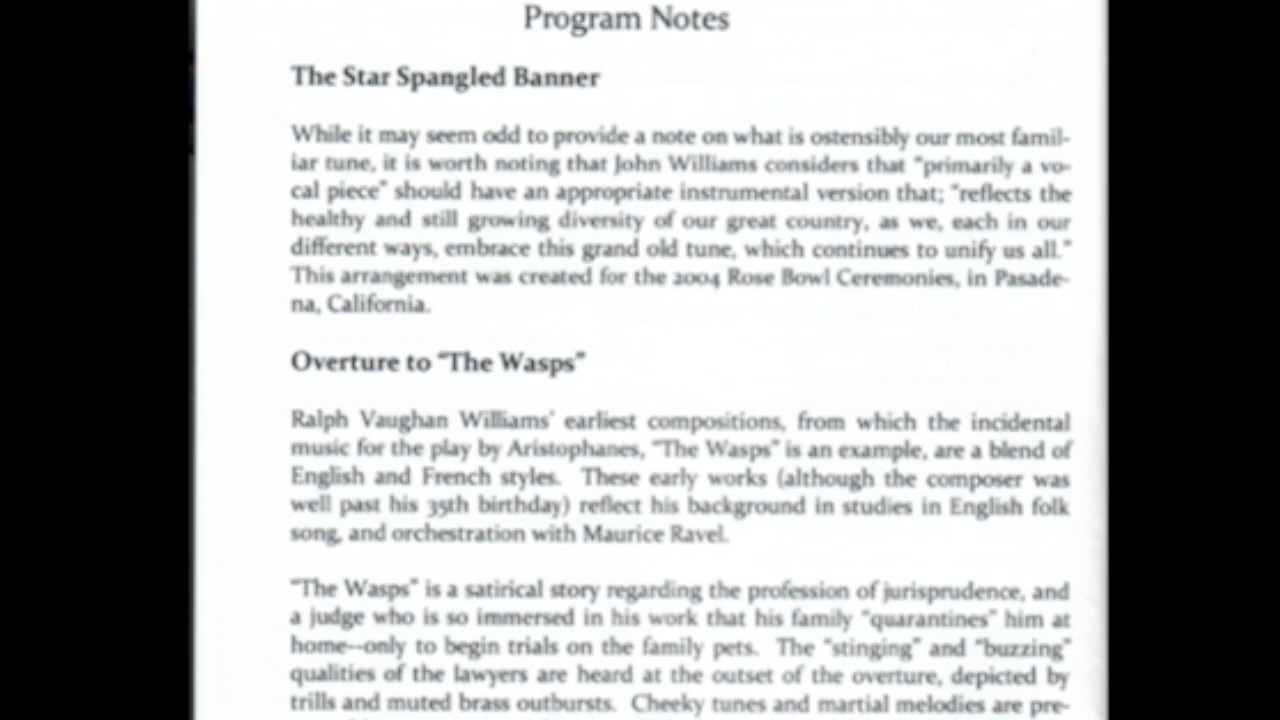 Program Notes
The Star Spangled Banner
While it may seem odd to provide a note on what is ostensibly our most famil-
iar tune, it is worth noting that John Williams considers that "primarily a vo-
cal piece" should have an appropriate instrumental version that; "reflects the
healthy and still growing diversity of our great country, as we, each in our
different ways, embrace this grand old tune, which continues to unify us all."
This arrangement was created for the 2004 Rose Bowl Ceremonies, in Pasade-
na, California.
Overture to "The Wasps"
Ralph Vaughan Williams' earliest compositions, from which the incidental
music for the play by Aristophanes, "The Wasps" is an example, are a blend of
English and French styles. These early works (although the composer was
well past his 35th birthday) reflect his background in studies in English folk
song, and orchestration with Maurice Ravel.
"The Wasps" is a satirical story regarding the profession of jurisprudence, and
a judge who is so immersed in his work that his family "quarantines" him at
home--only to begin trials on the family pets. The "stinging" and "buzzing"
qualities of the lawyers are heard at the outset of the overture, depicted by
trills and muted brass outbursts. Cheeky tunes and martial melodies are pre-